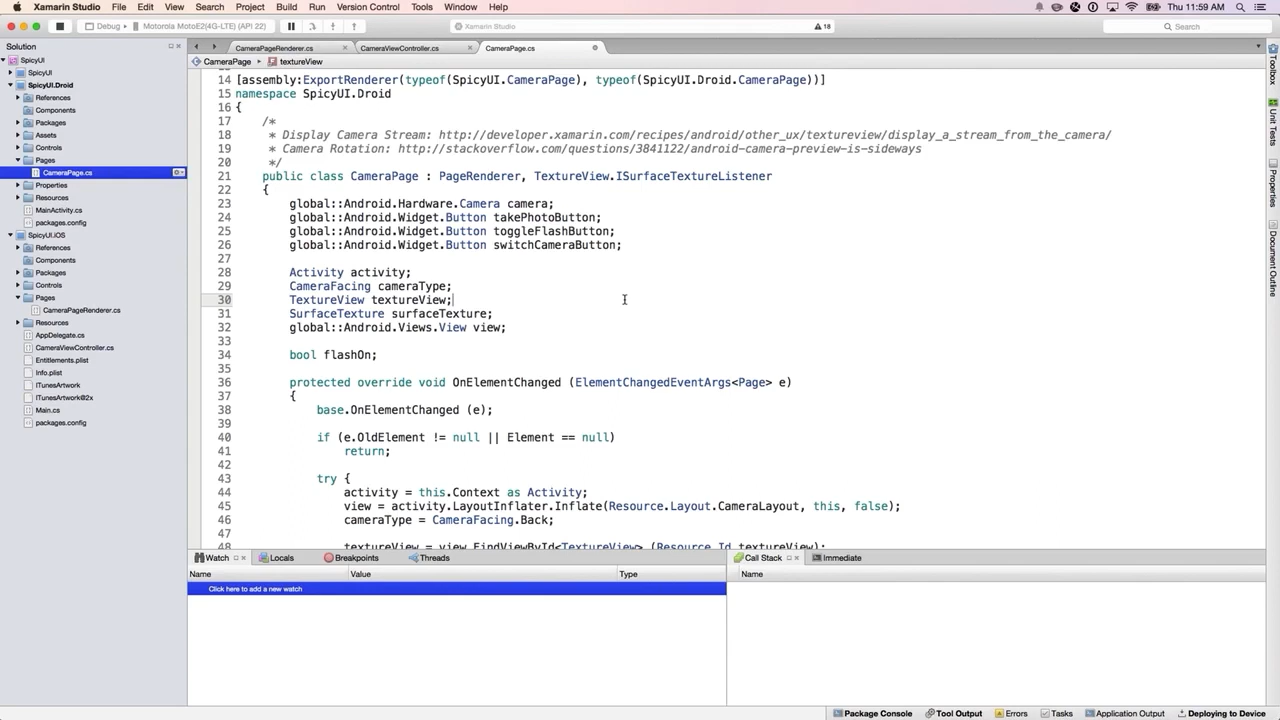 Xamarin Studio File Edit View Search Project Build Run Version Control Tools Window Help Thu 11:59 AM
Debug Motorola MotoE2(4G-LTE) (API 22) Xamarin Studio 18 Search
Solution
SpicyUI
SpicyUI
SpicyUI.Droid
References
Components
Packages
Assets
Controls
Pages
CameraPage.cs
Properties
Resources
MainActivity.cs
packages.config
SpicyUI.iOS
References
Components
Packages
Controls
Pages
CameraPageRenderer.cs
Resources
AppDelegate.cs
CameraViewController.cs
Entitlements.plist
Info.plist
iTunesArtwork
iTunesArtwork@2x
Main.cs
packages.config
CameraPageRenderer.cs CameraViewController.cs CameraPage.cs
CameraPage textureView
14 [assembly:ExportRenderer(typeof(SpicyUI.CameraPage), typeof(SpicyUI.Droid.CameraPage))]
15 namespace SpicyUI.Droid
16 {
17 /*
18 * Display Camera Stream: http://developer.xamarin.com/recipes/android/other_ux/textureview/display_a_stream_from_the_camera/
19 * Camera Rotation: http://stackoverflow.com/questions/3841122/android-camera-preview-is-sideways
20 */
21 public class CameraPage : PageRenderer, TextureView.ISurfaceTextureListener
22 {
23 global::Android.Hardware.Camera camera;
24 global::Android.Widget.Button takePhotoButton;
25 global::Android.Widget.Button toggleFlashButton;
26 global::Android.Widget.Button switchCameraButton;
27
28 Activity activity;
29 CameraFacing cameraType;
30 TextureView textureView;
31 SurfaceTexture surfaceTexture;
32 global::Android.Views.View view;
33
34 bool flashOn;
35
36 protected override void OnElementChanged (ElementChangedEventArgs<Page> e)
37 {
38 base.OnElementChanged (e);
39
40 if (e.OldElement != null || Element == null)
41 return;
42
43 try {
44 activity = this.Context as Activity;
45 view = activity.LayoutInflater.Inflate(Resource.Layout.CameraLayout, this, false);
46 cameraType = CameraFacing.Back;
47
48 textureView = view.FindViewById<TextureView> (Resource.Id.textureView);
Toolbox
Unit Tests
Properties
Document Outline
Watch Locals Breakpoints Threads
Name Value Type
Click here to add a new watch
Call Stack Immediate
Name
Package Console Tool Output Errors Tasks Application Output Deploying to Device